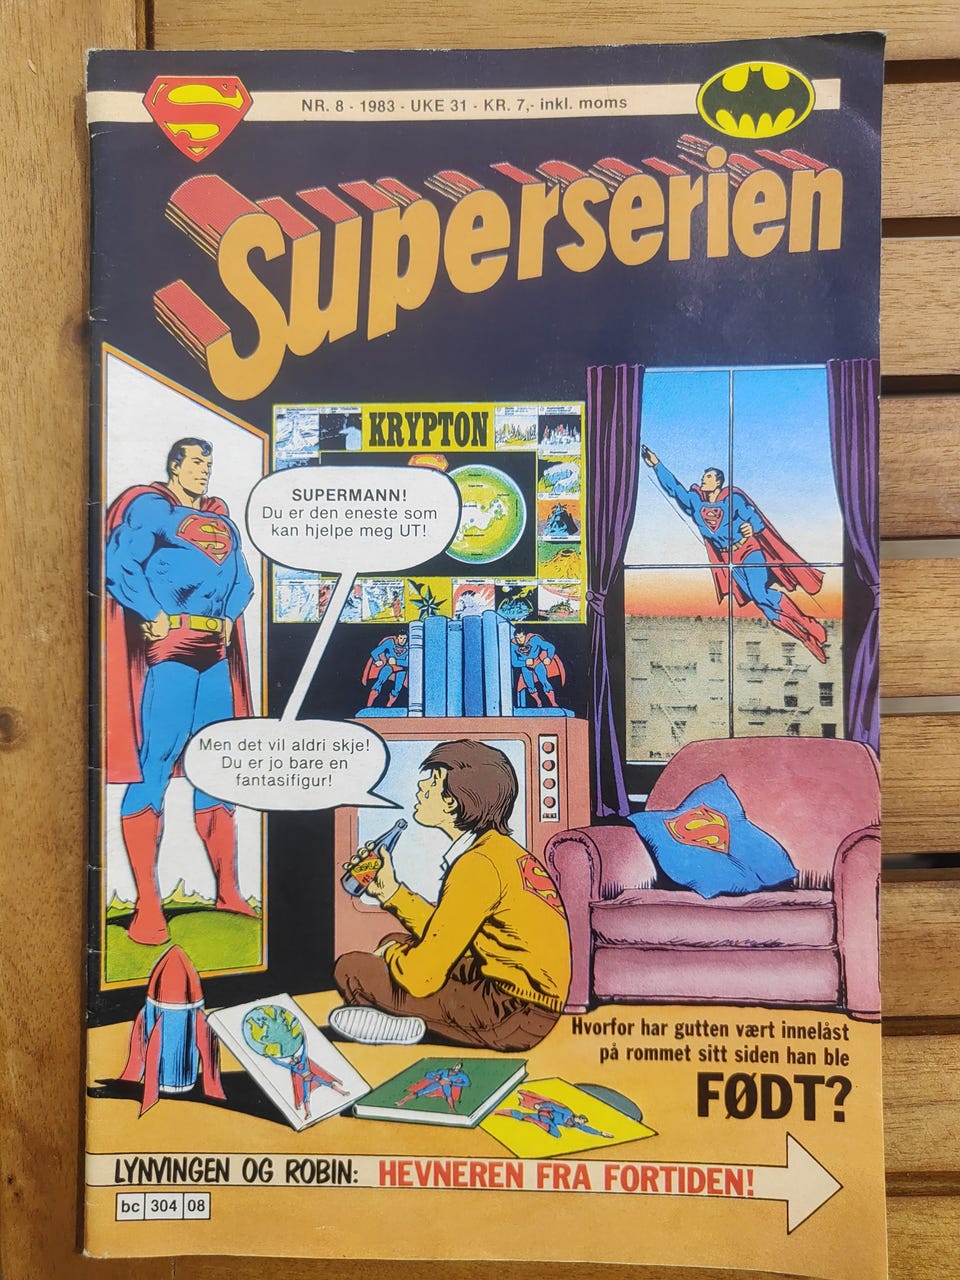 NR. 8 - 1983 - UKE 31 - KR. 7,- inkl. moms
Superserien
KRYPTON
SUPERMANN!
Du er den eneste som
kan hjelpe meg UT!
Men det vil aldri skje!
Du er jo bare en
fantasifigur!
COLA
Hvorfor har gutten vært innelåst
på rommet sitt siden han ble
FØDT?
LYNVINGEN OG ROBIN: HEVNEREN FRA FORTIDEN!
bc 304 08